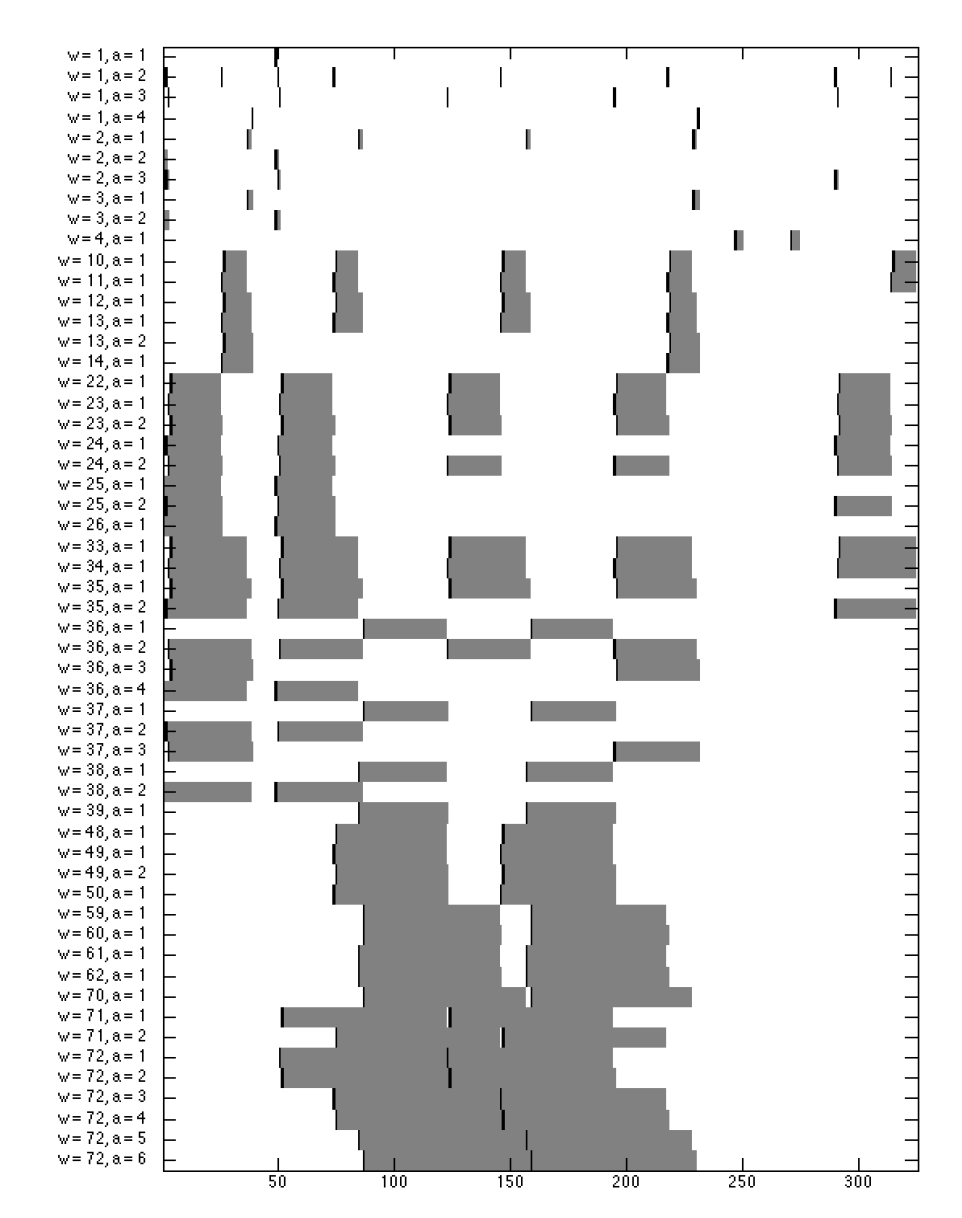 w= 1, a= 1
w= 1, a= 2
w= 1, a= 3
w= 1, a= 4
w= 2, a= 1
w= 2, a= 2
w= 2, a= 3
w= 3, a= 1
w= 3, a= 2
w= 4, a= 1
w= 10, a= 1
w= 11, a= 1
w= 12, a= 1
w= 13, a= 1
w= 13, a= 2
w= 14, a= 1
w= 22, a= 1
w= 23, a= 1
w= 23, a= 2
w= 24, a= 1
w= 24, a= 2
w= 25, a= 1
w= 25, a= 2
w= 26, a= 1
w= 33, a= 1
w= 34, a= 1
w= 35, a= 1
w= 35, a= 2
w= 36, a= 1
w= 36, a= 2
w= 36, a= 3
w= 36, a= 4
w= 37, a= 1
w= 37, a= 2
w= 37, a= 3
w= 38, a= 1
w= 38, a= 2
w= 39, a= 1
w= 48, a= 1
w= 49, a= 1
w= 49, a= 2
w= 50, a= 1
w= 59, a= 1
w= 60, a= 1
w= 61, a= 1
w= 62, a= 1
w= 70, a= 1
w= 71, a= 1
w= 71, a= 2
w= 72, a= 1
w= 72, a= 2
w= 72, a= 3
w= 72, a= 4
w= 72, a= 5
w= 72, a= 6
50 100 150 200 250 300